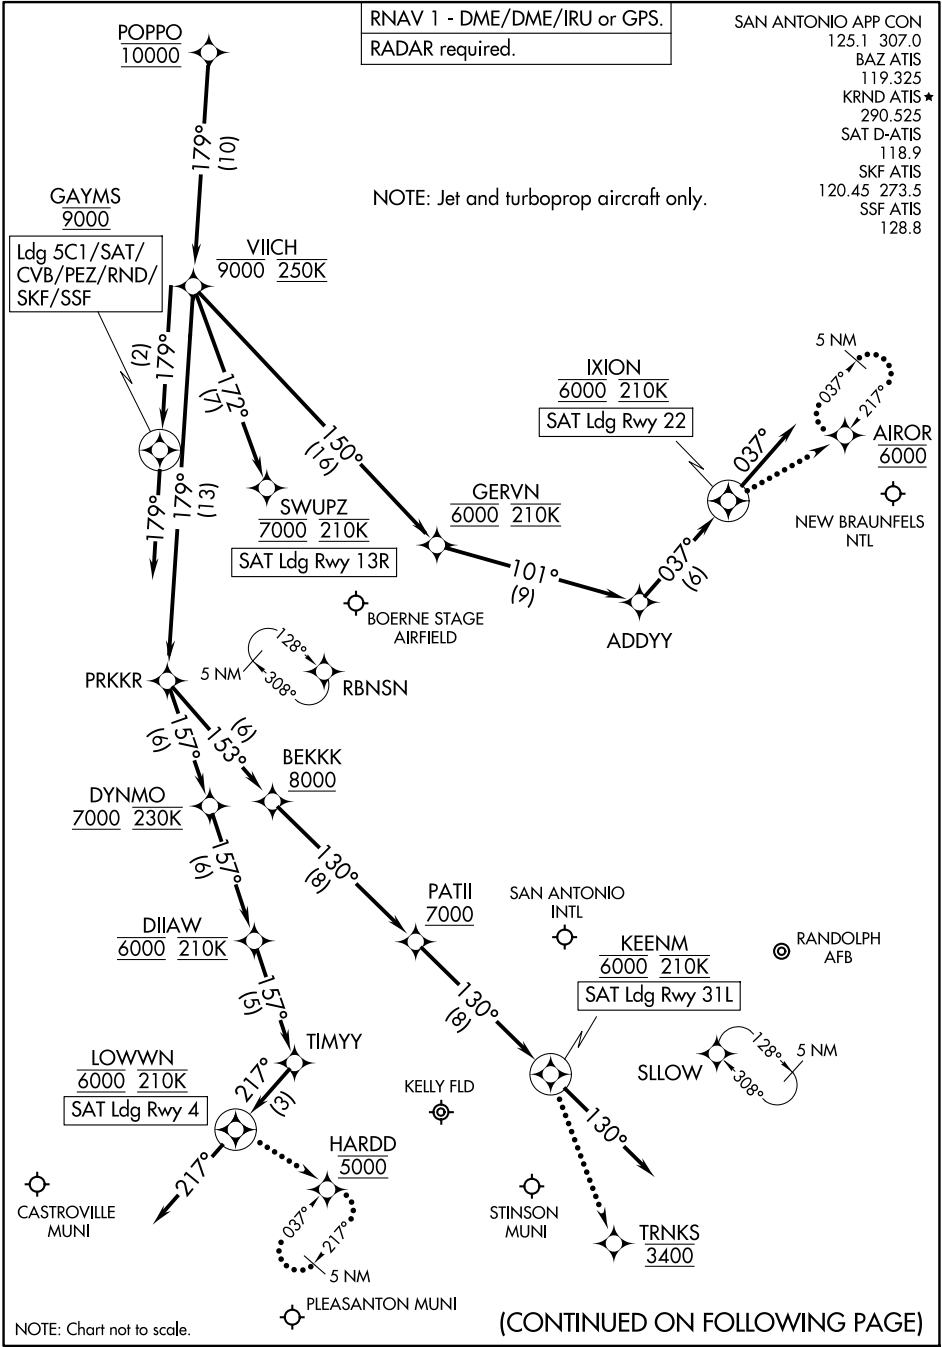 RNAV 1 - DME/DME/IRU or GPS.
RADAR required.
SAN ANTONIO APP CON
125.1 307.0
BAZ ATIS
119.325
KRND ATIS★
290.525
SAT D-ATIS
118.9
SKF ATIS
120.45 273.5
SSF ATIS
128.8
POPPO
10000
179°
(10)
NOTE: Jet and turboprop aircraft only.
GAYMS
9000
Ldg 5C1/SAT/
CVB/PEZ/RND/
SKF/SSF
VIICH
9000 250K
(2)
179°
179°
179°
(13)
172°
(7)
150°
(16)
SWUPZ
7000 210K
SAT Ldg Rwy 13R
GERVN
6000 210K
101°
(9)
ADDYY
037°
(6)
IXION
6000 210K
SAT Ldg Rwy 22
037°
5 NM
037°
217°
AIROR
6000
NEW BRAUNFELS
NTL
BOERNE STAGE
AIRFIELD
PRKKR
5 NM
128°
308°
RBNSN
157°
(6)
153°
(6)
BEKKK
8000
DYNMO
7000 230K
157°
(6)
130°
(8)
DIIAW
6000 210K
PATII
7000
SAN ANTONIO
INTL
RANDOLPH
AFB
KEENM
6000 210K
SAT Ldg Rwy 31L
157°
(5)
130°
(8)
TIMYY
LOWWN
6000 210K
SAT Ldg Rwy 4
217°
(3)
217°
KELLY FLD
SLLOW
128°
308°
5 NM
130°
HARDD
5000
037°
217°
5 NM
CASTROVILLE
MUNI
STINSON
MUNI
TRNKS
3400
PLEASANTON MUNI
NOTE: Chart not to scale.
(CONTINUED ON FOLLOWING PAGE)